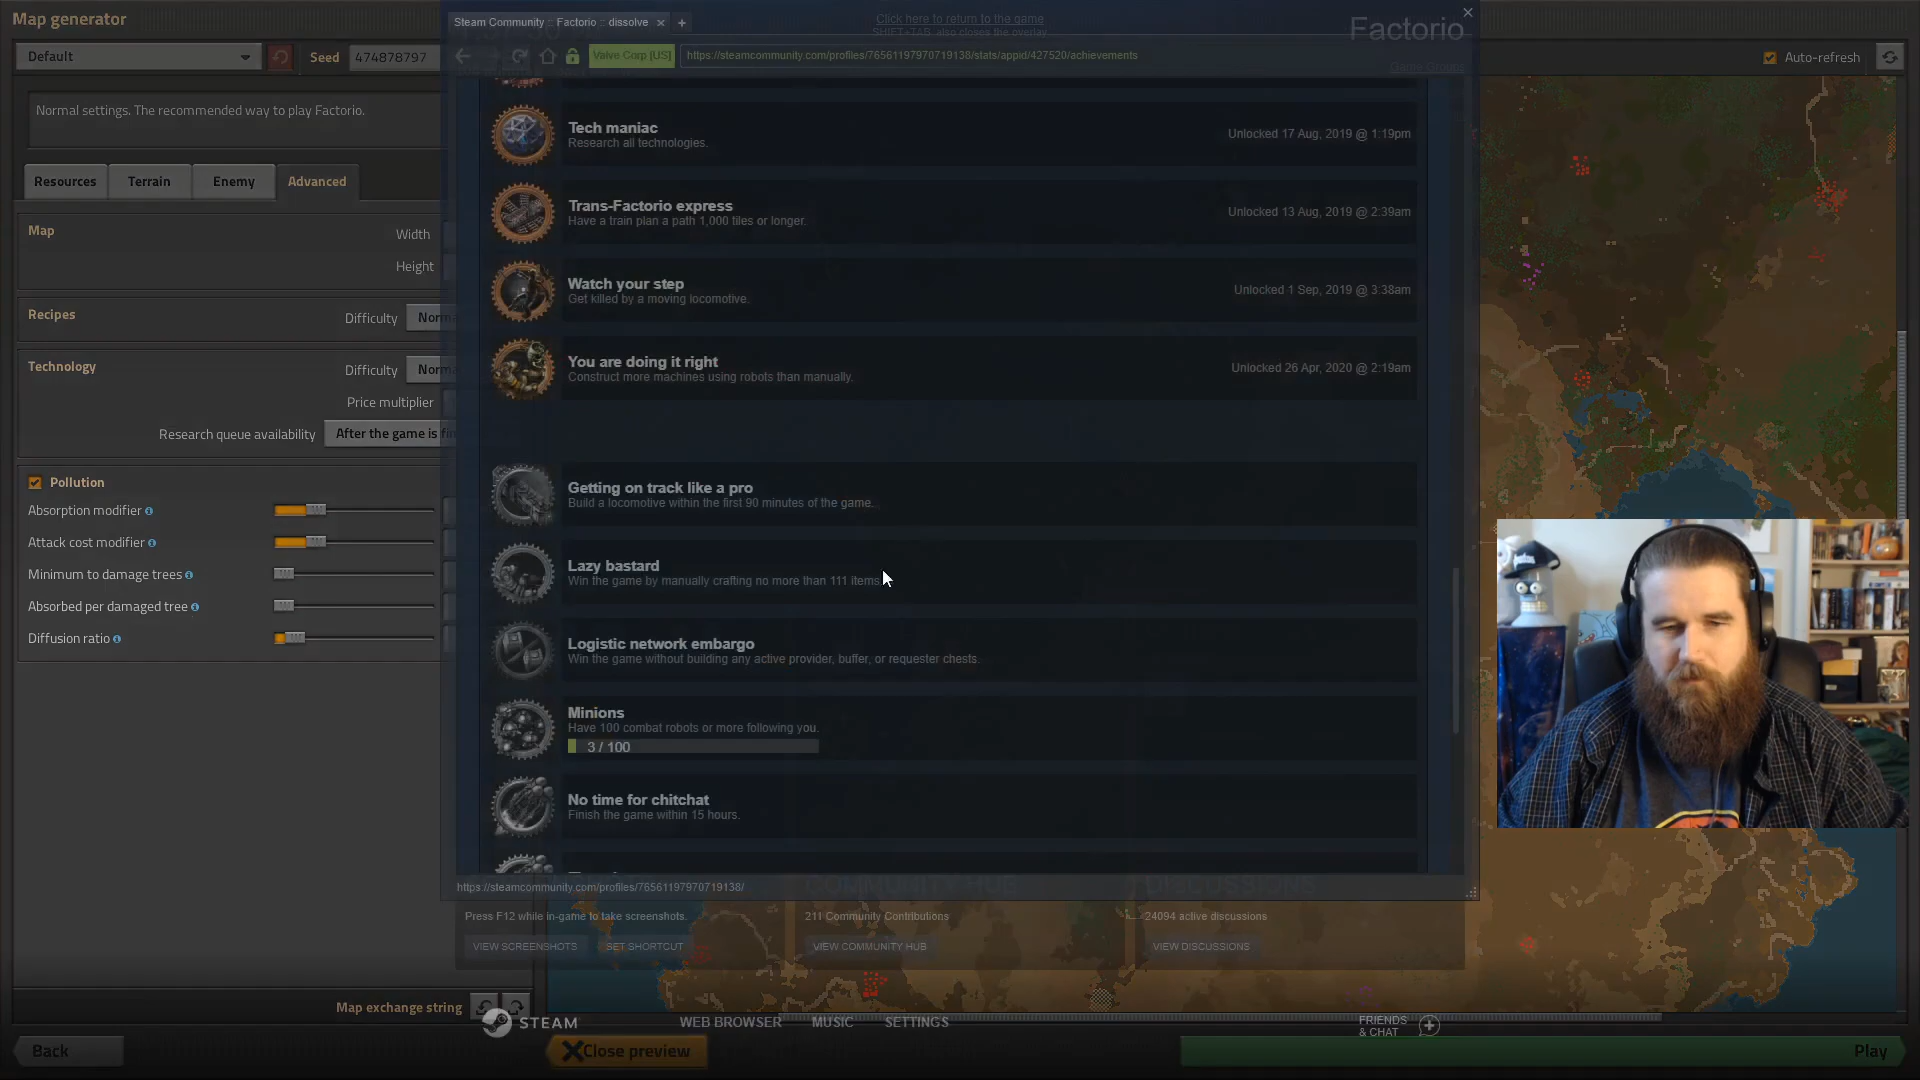 Map generator
Steam Community :: Factorio :: dissolve
Click here to return to the game
SHIFT+TAB also closes the overlay
Factorio
Default
Seed
474878797
Valve Corp [US]
https://steamcommunity.com/profiles/76561197970719138/stats/appid/427520/achievements
Game Groups
Auto-refresh
Normal settings. The recommended way to play Factorio.
Resources
Terrain
Enemy
Advanced
Map
Width
Height
Recipes
Difficulty
Technology
Difficulty
Price multiplier
Research queue availability
After the game is
Pollution
Absorption modifier
Attack cost modifier
Minimum to damage trees
Absorbed per damaged tree
Diffusion ratio
Tech maniac
Research all technologies.
Unlocked 17 Aug, 2019 @ 1:19pm
Trans-Factorio express
Have a train plan a path 1,000 tiles or longer.
Unlocked 13 Aug, 2019 @ 2:39am
Watch your step
Get killed by a moving locomotive.
Unlocked 1 Sep, 2019 @ 3:38am
You are doing it right
Construct more machines using robots than manually.
Unlocked 26 Apr, 2020 @ 2:19am
Getting on track like a pro
Build a locomotive within the first 90 minutes of the game.
Lazy bastard
Win the game by manually crafting no more than 111 items.
Logistic network embargo
Win the game without building any active provider, buffer, or requester chests.
Minions
Have 100 combat robots or more following you.
3 / 100
No time for chitchat
Finish the game within 15 hours.
https://steamcommunity.com/profiles/76561197970719138/
COMMUNITY HUB
DISCUSSIONS
Press F12 while in-game to take screenshots.
211 Community Contributions
24094 active discussions
VIEW SCREENSHOTS
SET SHORTCUT
VIEW COMMUNITY HUB
VIEW DISCUSSIONS
Map exchange string
STEAM
WEB BROWSER
MUSIC
SETTINGS
FRIENDS
& CHAT
Back
Close preview
Play